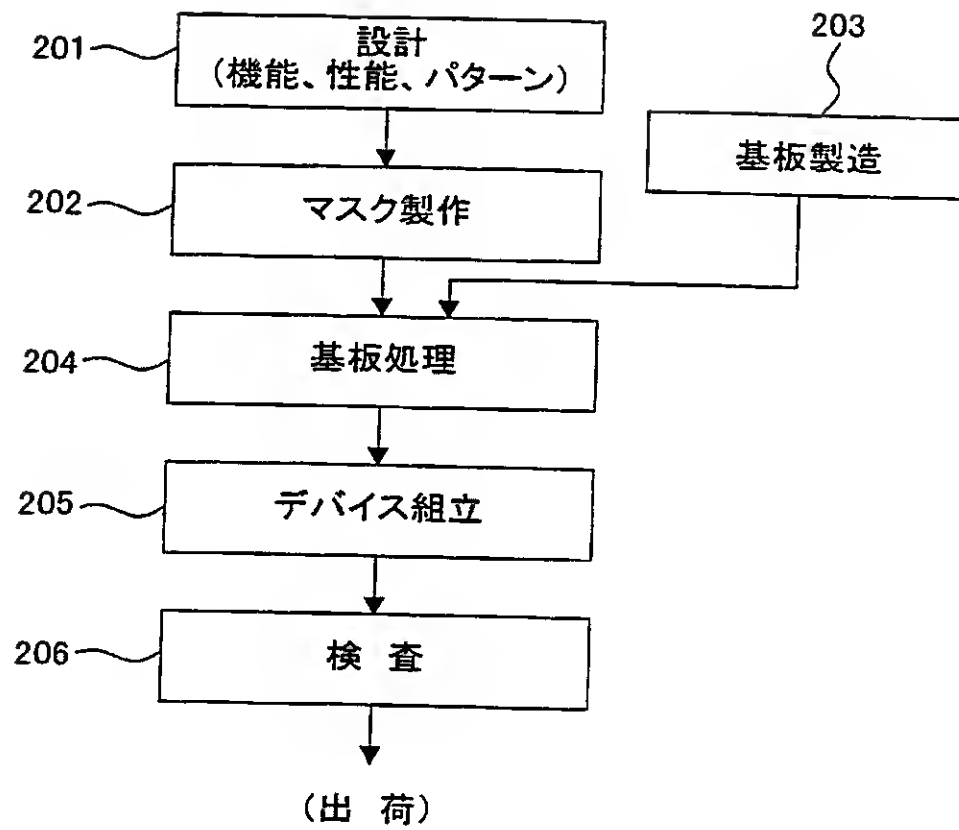 201
設計
(機能、性能、パターン)
203
基板製造
202
マスク製作
204
基板処理
205
デバイス組立
206
検 査
(出 荷)